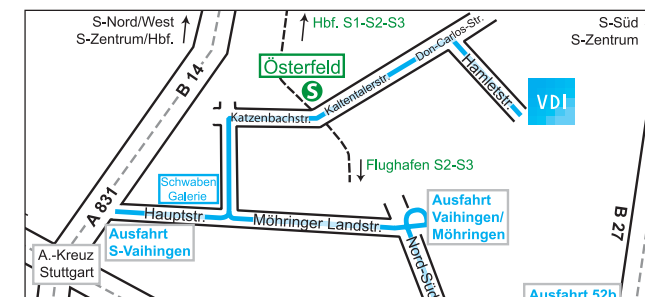 S-Nord/West
S-Zentrum/Hbf.
Hbf. S1-S2-S3
S-Süd
S-Zentrum
Don-Carlos-Str.
B 14
Österfeld
S
Kaltentalerstr.
Hamletstr.
VDI
Katzenbachstr.
Flughafen S2-S3
Schwaben
Galerie
A 831
Hauptstr.
Möhringer Landstr.
Ausfahrt
Vaihingen/
Möhringen
B 27
Ausfahrt
S-Vaihingen
A.-Kreuz
Stuttgart
Nord-Süd
Ausfahrt 52b